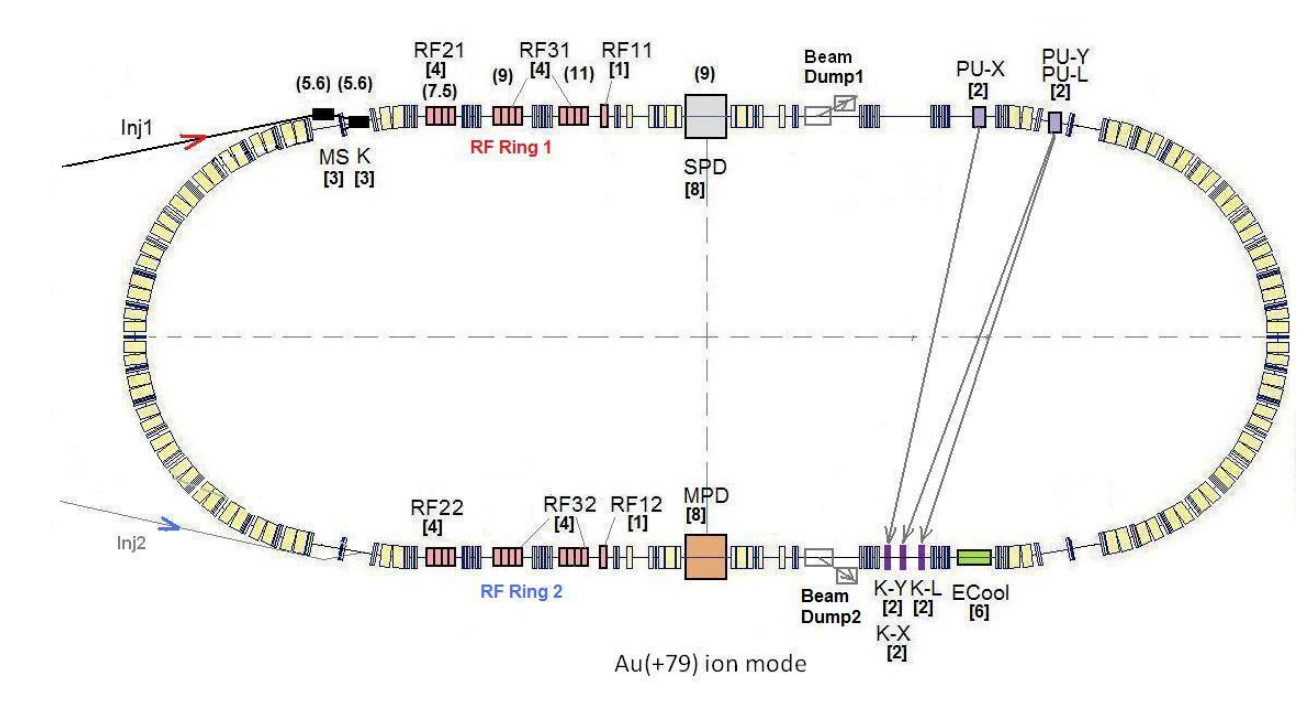 RF21
[4]
(7.5)
RF31
[4]
(9)
(11)
RF11
[1]
(9)
Beam
Dump1
PU-X
[2]
PU-Y
PU-L
[2]
(5.6) (5.6)
Inj1
MS K
[3] [3]
RF Ring 1
SPD
[8]
RF22
[4]
RF32
[4]
RF12
[1]
MPD
[8]
Inj2
RF Ring 2
Beam
Dump2
K-Y K-L
[2] [2]
K-X
[2]
ECool
[6]
Au(+79) ion mode